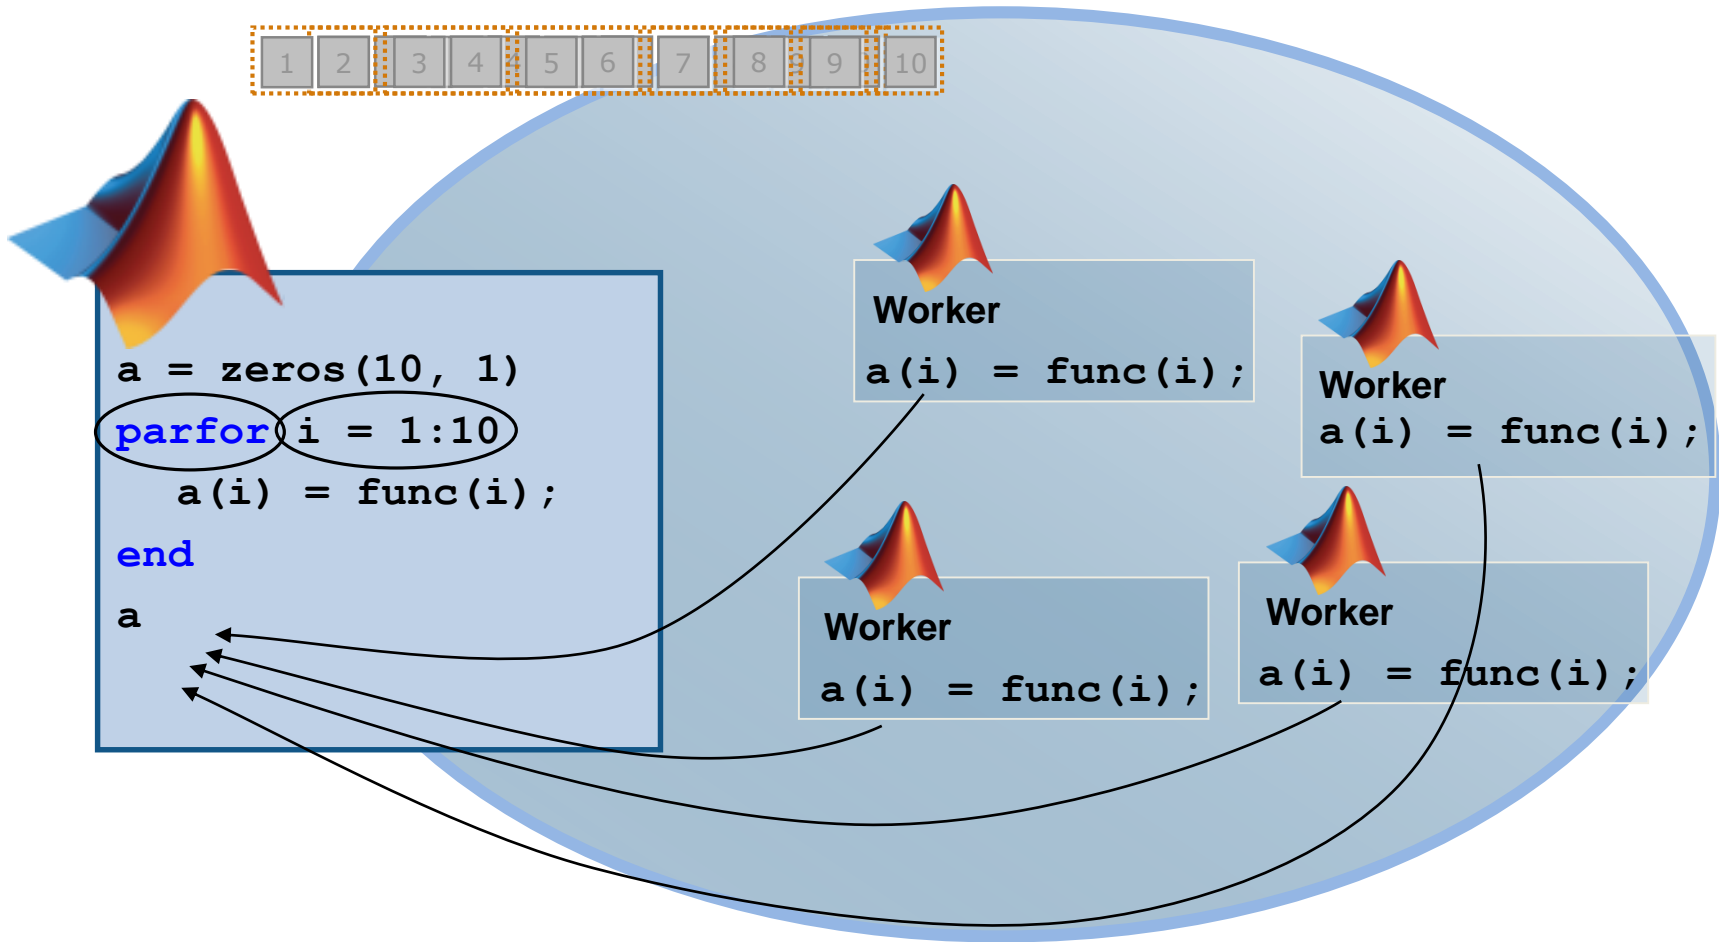 1 2 3 4 5 6 7 8 9 10
a = zeros(10, 1)
parfor i = 1:10
a(i) = func(i);
end
a
Worker
a(i) = func(i);
Worker
a(i) = func(i);
Worker
a(i) = func(i);
Worker
a(i) = func(i);